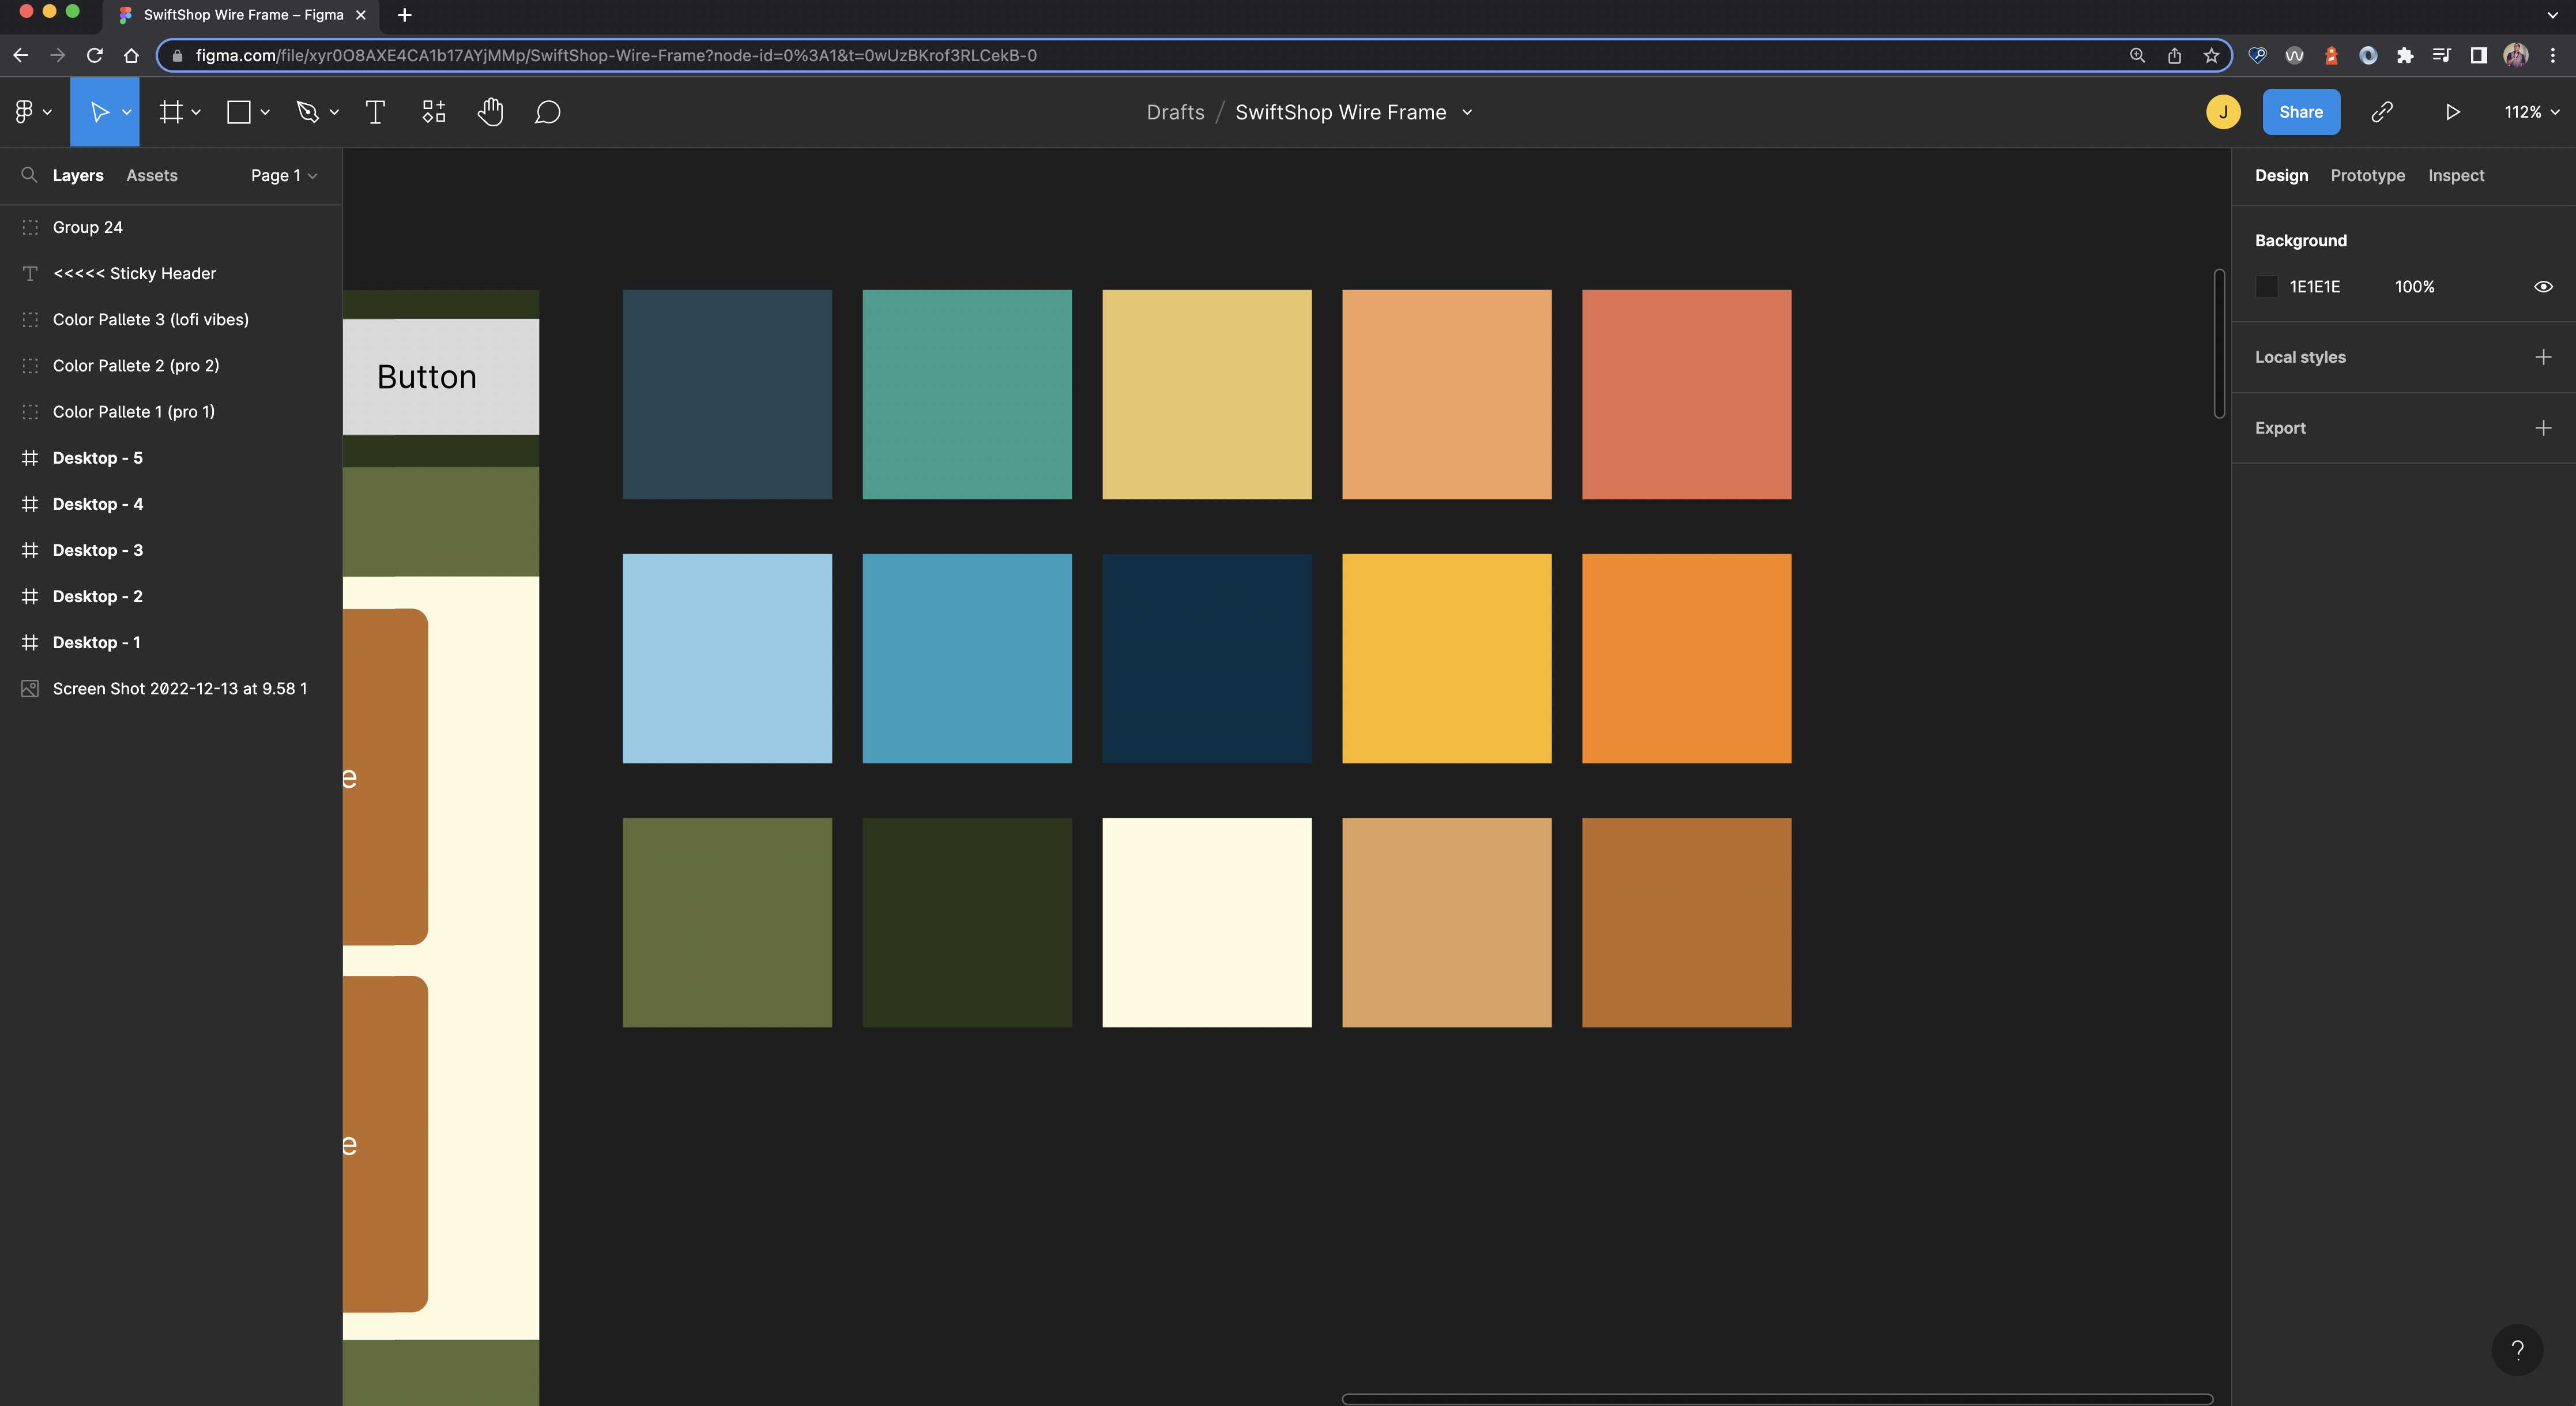 SwiftShop Wire Frame – Figma
figma.com/file/xyr0O8AXE4CA1b17AYjMMp/SwiftShop-Wire-Frame?node-id=0%3A1&t=0wUzBKrof3RLCekB-0
Drafts / SwiftShop Wire Frame
J
Share
112%
Layers
Assets
Page 1
Group 24
<<<<< Sticky Header
Color Pallete 3 (lofi vibes)
Color Pallete 2 (pro 2)
Color Pallete 1 (pro 1)
Desktop - 5
Desktop - 4
Desktop - 3
Desktop - 2
Desktop - 1
Screen Shot 2022-12-13 at 9.58 1
Button
e
e
Design
Prototype
Inspect
Background
1E1E1E
100%
Local styles
Export
?